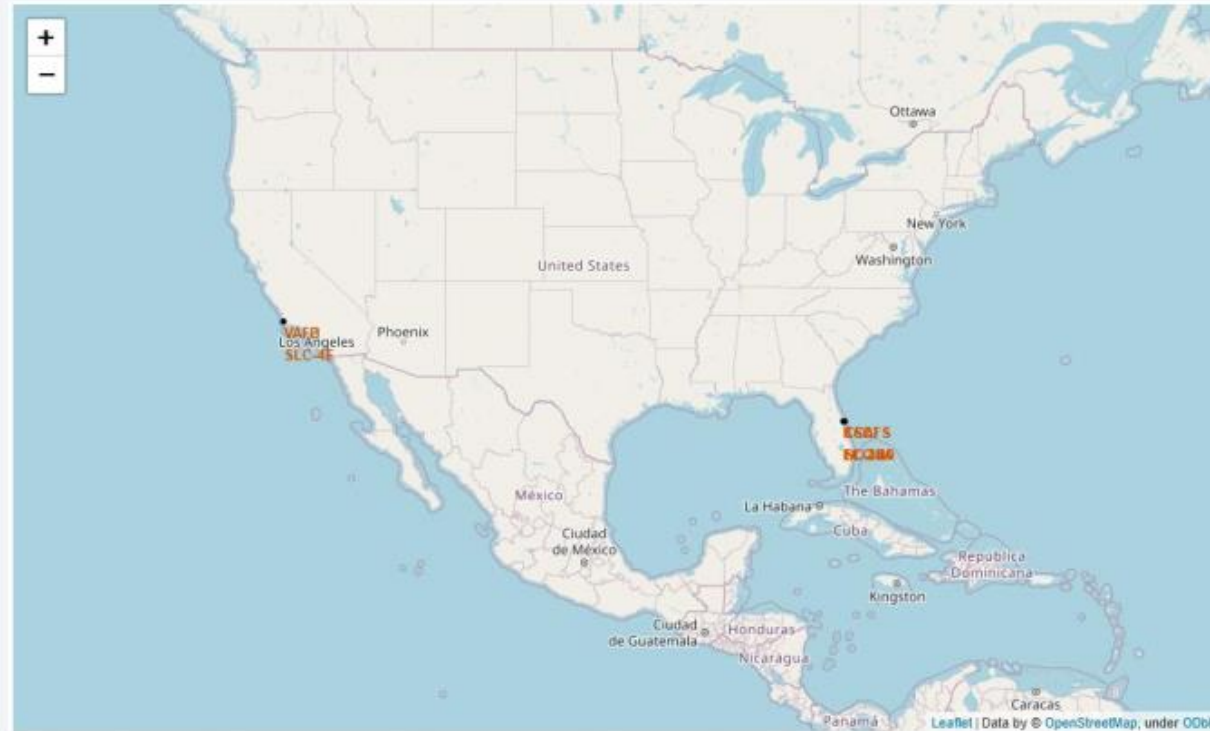 +
−
Ottawa
New York
Washington
United States
VAFB
Los Angeles
SLC-4E
Phoenix
The Bahamas
México
La Habana
Cuba
Ciudad
de México
República
Dominicana
Kingston
Ciudad
de Guatemala
Honduras
Nicaragua
Caracas
Panamá
Leaflet | Data by © OpenStreetMap, under ODbl